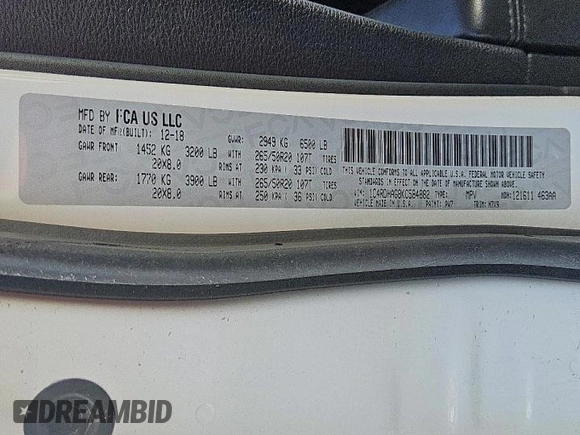 MFD BY FCA US LLC
DATE OF MFR(BUILT): 12-18 GVWR: 2949 KG 6500 LB
GAWR FRONT: 1452 KG 3200 LB WITH 265/50R20 107T TIRES
20X8.0 RIMS AT 230 KPA( 33 PSI) COLD
GAWR REAR: 1770 KG 3900 LB WITH 265/50R20 107T TIRES
20X8.0 RIMS AT 250 KPA( 36 PSI) COLD
THIS VEHICLE CONFORMS TO ALL APPLICABLE
U.S.A. FEDERAL MOTOR VEHICLE SAFETY
STANDARDS IN EFFECT ON THE DATE OF
MANUFACTURE SHOWN ABOVE.
TYPE: MPV MDH: 121611 463AA
VEHICLE MADE IN U.S.A. PAINT: PW7 TRIM:
DREAMBID